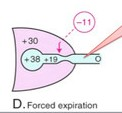 −11
+30
+38 +19
O
D. Forced expiration